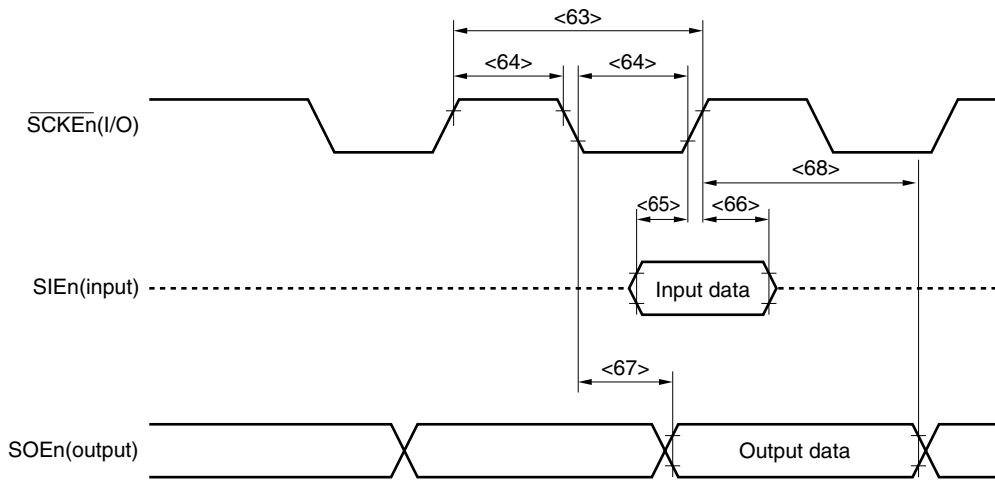 <63>
<64> <64>
SCKEn(I/O)
<68>
<65> <66>
SIEn(input) Input data
<67>
SOEn(output) Output data